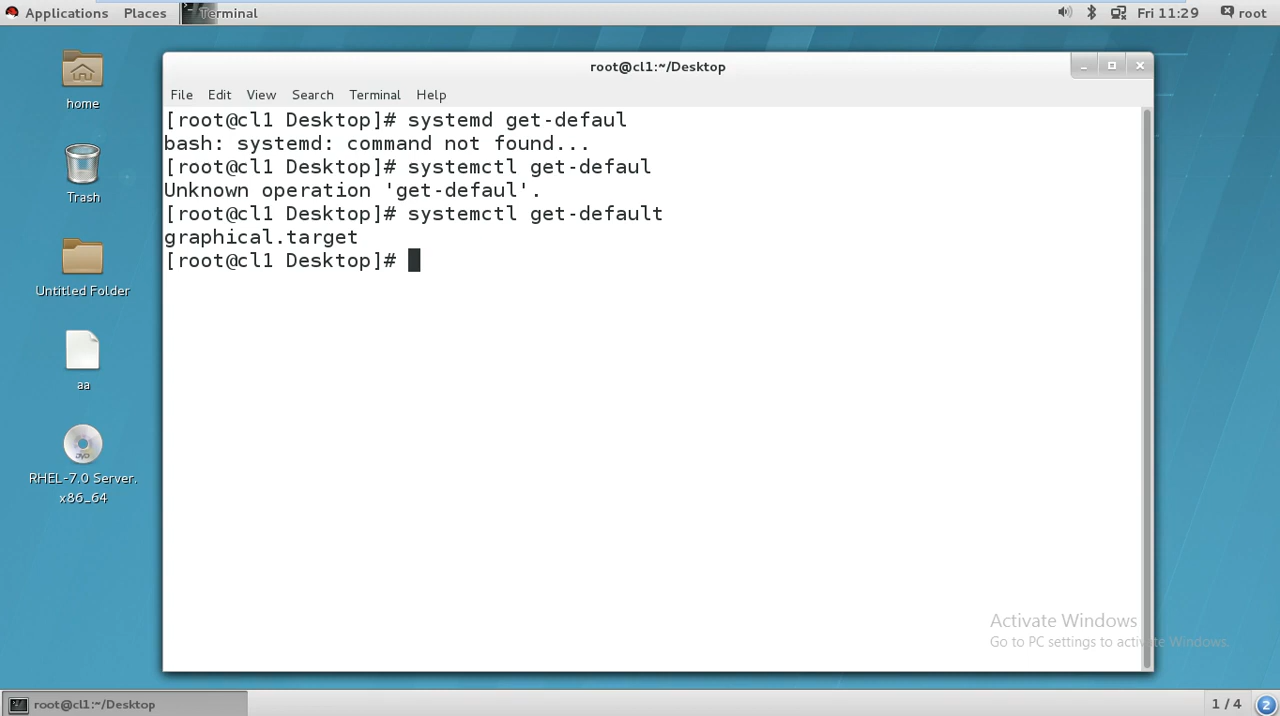 Applications Places Terminal Fri 11:29 root
root@cl1:~/Desktop
File Edit View Search Terminal Help
[root@cl1 Desktop]# systemd get-defaul
bash: systemd: command not found...
[root@cl1 Desktop]# systemctl get-defaul
Unknown operation 'get-defaul'.
[root@cl1 Desktop]# systemctl get-default
graphical.target
[root@cl1 Desktop]#
home
Trash
Untitled Folder
aa
DVD
RHEL-7.0 Server.
x86_64
Activate Windows
Go to PC settings to activate Windows.
root@cl1:~/Desktop 1 / 4 2